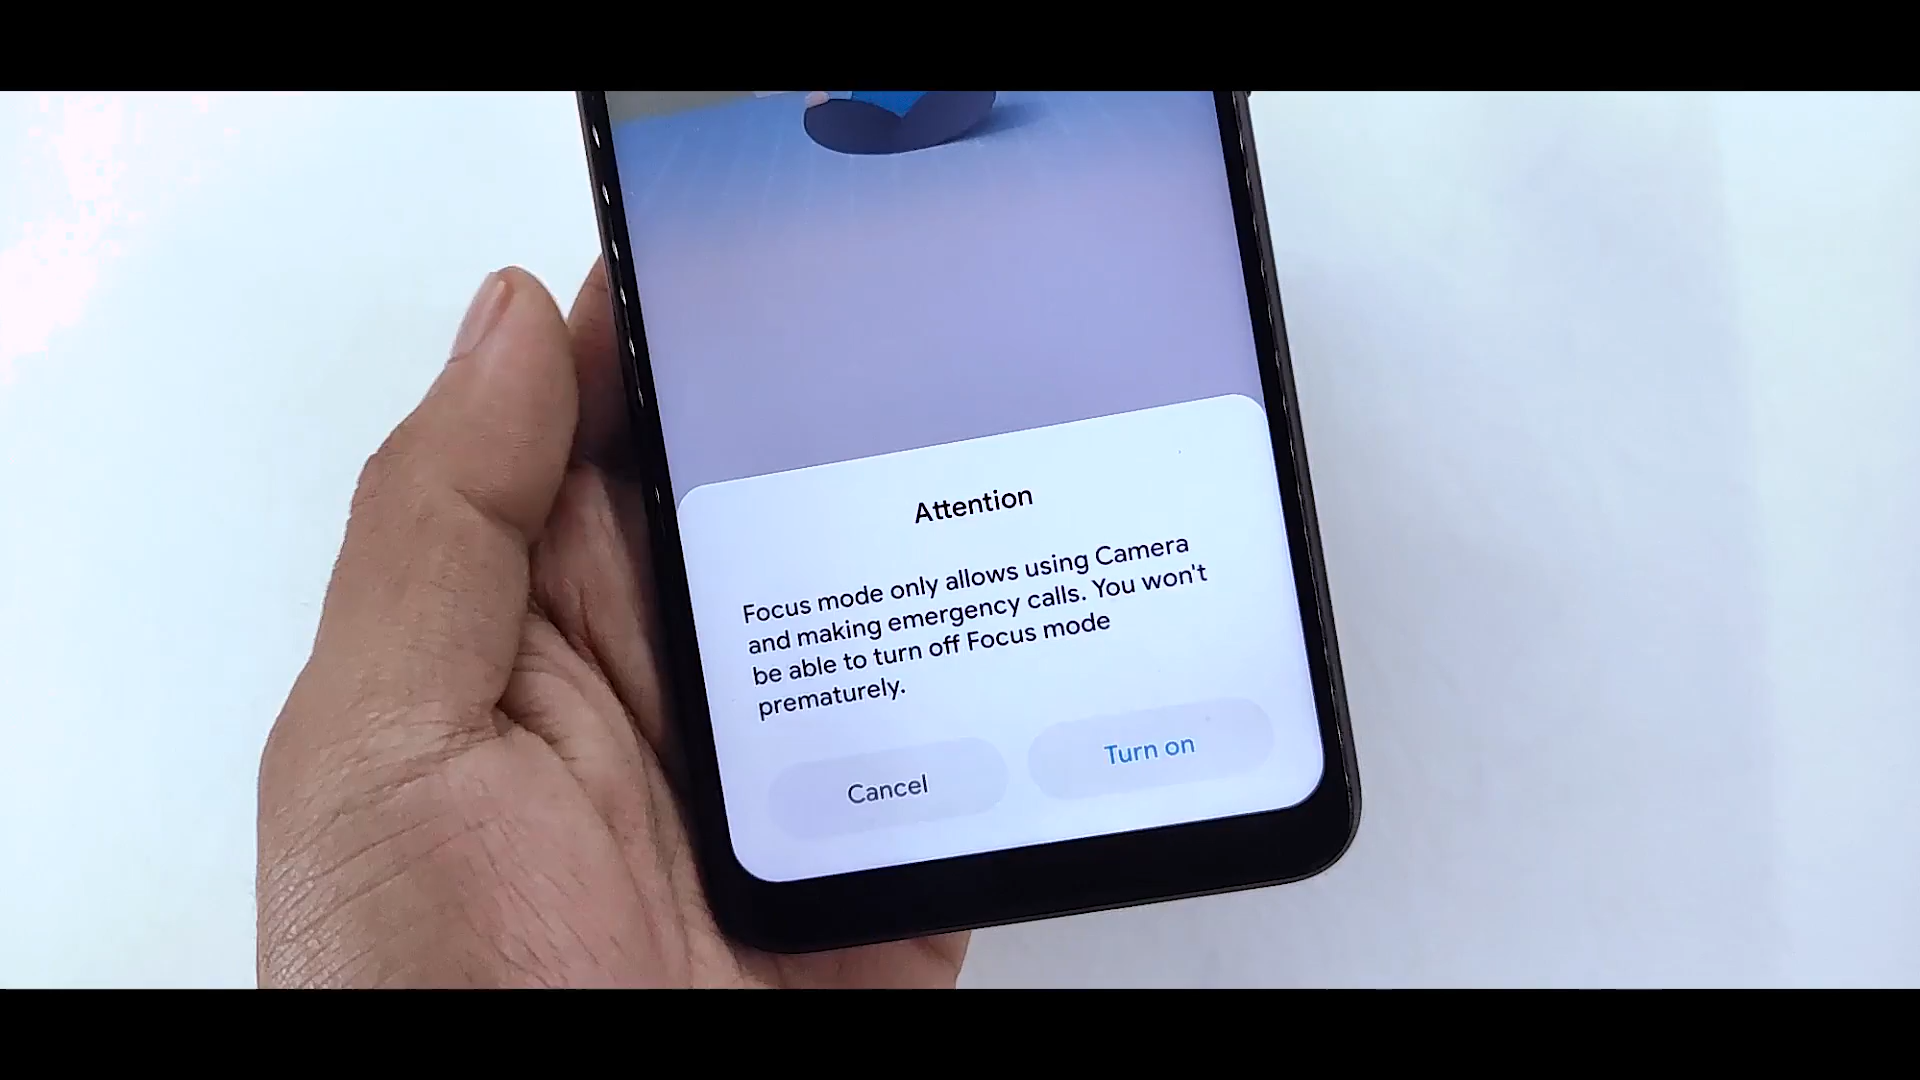 Attention
Focus mode only allows using Camera
and making emergency calls. You won't
be able to turn off Focus mode
prematurely.
Cancel
Turn on